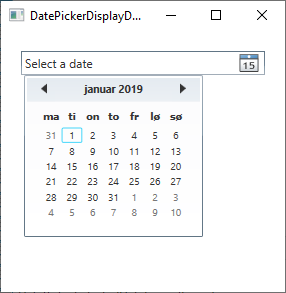 DatePickerDisplayD...
Select a date
15
januar 2019
ma ti on to fr lø sø
31 1 2 3 4 5 6
7 8 9 10 11 12 13
14 15 16 17 18 19 20
21 22 23 24 25 26 27
28 29 30 31 1 2 3
4 5 6 7 8 9 10